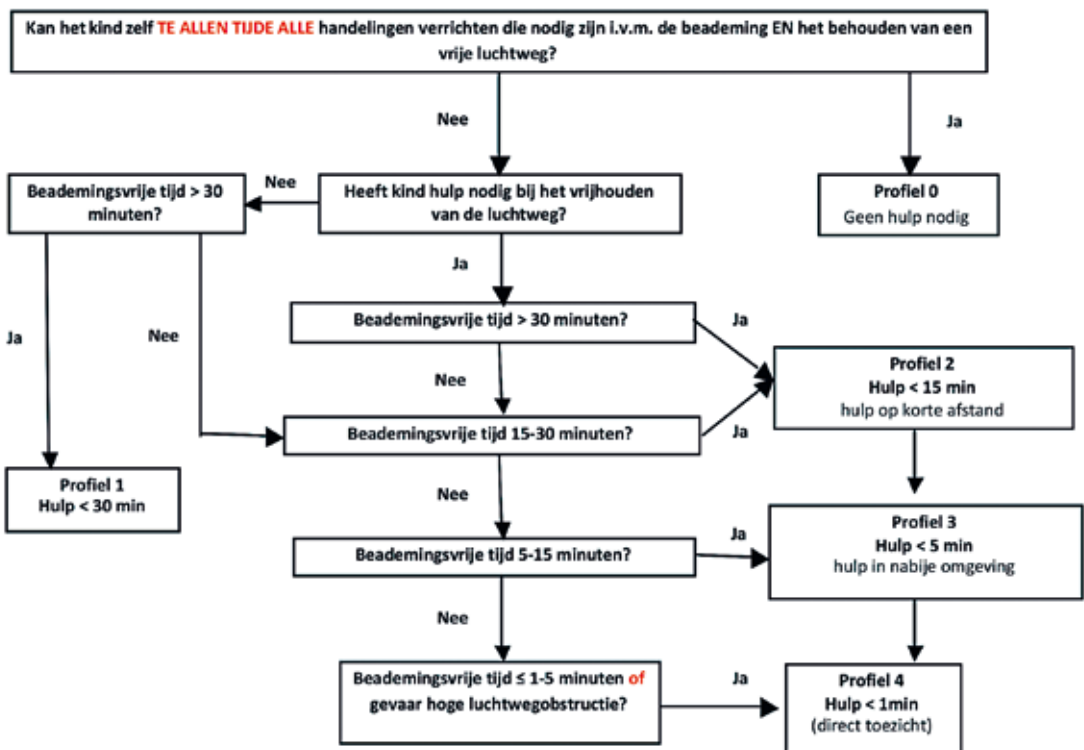 Kan het kind zelf TE ALLEN TIJDE ALLE handelingen verrichten die nodig zijn i.v.m. de beademing EN het behouden van een
vrije luchtweg?
Nee
Ja
Beademingsvrije tijd > 30
minuten?
Nee
Heeft kind hulp nodig bij het vrijhouden
van de luchtweg?
Profiel 0
Geen hulp nodig
Ja
Ja
Nee
Beademingsvrije tijd > 30 minuten?
Ja
Nee
Profiel 2
Hulp < 15 min
hulp op korte afstand
Beademingsvrije tijd 15-30 minuten?
Ja
Profiel 1
Hulp < 30 min
Nee
Profiel 3
Hulp < 5 min
hulp in nabije omgeving
Beademingsvrije tijd 5-15 minuten?
Ja
Nee
Beademingsvrije tijd ≤ 1-5 minuten of
gevaar hoge luchtwegobstructie?
Ja
Profiel 4
Hulp < 1min
(direct toezicht)